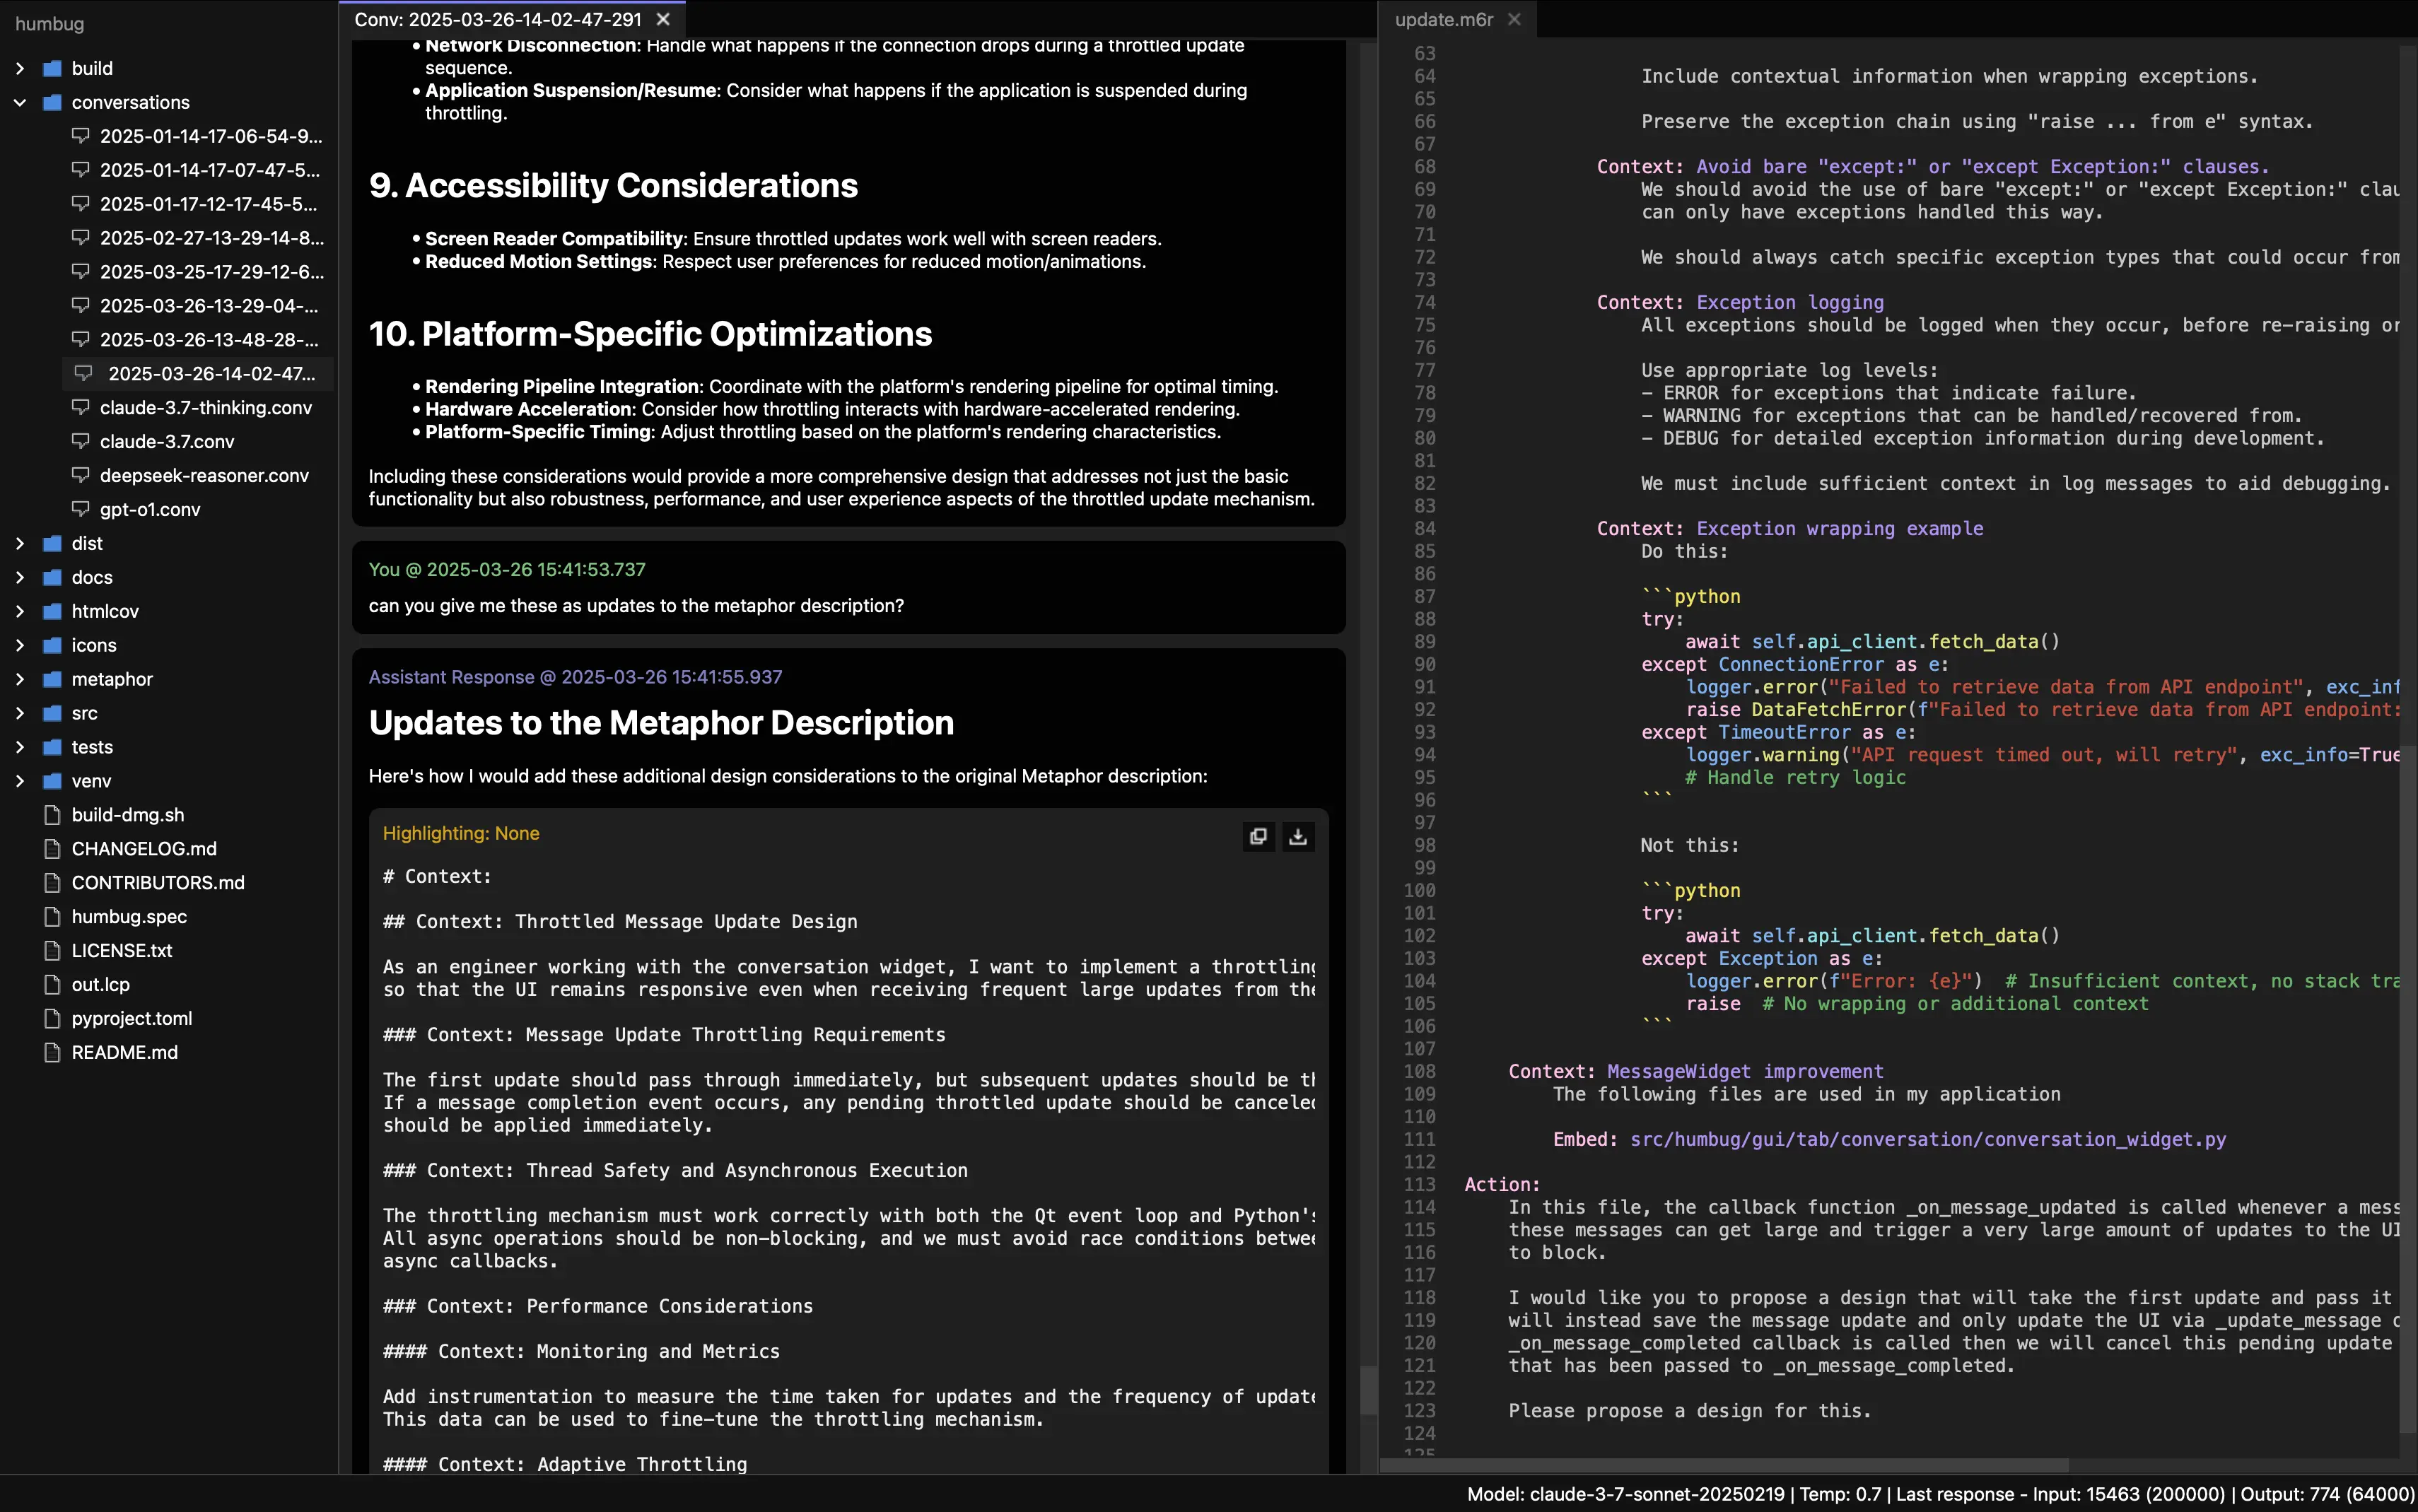 humbug
build
conversations
2025-01-14-17-06-54-9...
2025-01-14-17-07-47-5...
2025-01-17-12-17-45-5...
2025-02-27-13-29-14-8...
2025-03-25-17-29-12-6...
2025-03-26-13-29-04-...
2025-03-26-13-48-28-...
2025-03-26-14-02-47...
claude-3.7-thinking.conv
claude-3.7.conv
deepseek-reasoner.conv
gpt-o1.conv
dist
docs
htmlcov
icons
metaphor
src
tests
venv
build-dmg.sh
CHANGELOG.md
CONTRIBUTORS.md
humbug.spec
LICENSE.txt
out.lcp
pyproject.toml
README.md
Conv: 2025-03-26-14-02-47-291
• Network Disconnection: Handle what happens if the connection drops during a throttled update
sequence.
• Application Suspension/Resume: Consider what happens if the application is suspended during
throttling.
9. Accessibility Considerations
• Screen Reader Compatibility: Ensure throttled updates work well with screen readers.
• Reduced Motion Settings: Respect user preferences for reduced motion/animations.
10. Platform-Specific Optimizations
• Rendering Pipeline Integration: Coordinate with the platform's rendering pipeline for optimal timing.
• Hardware Acceleration: Consider how throttling interacts with hardware-accelerated rendering.
• Platform-Specific Timing: Adjust throttling based on the platform's rendering characteristics.
Including these considerations would provide a more comprehensive design that addresses not just the basic
functionality but also robustness, performance, and user experience aspects of the throttled update mechanism.
You @ 2025-03-26 15:41:53.737
can you give me these as updates to the metaphor description?
Assistant Response @ 2025-03-26 15:41:55.937
Updates to the Metaphor Description
Here's how I would add these additional design considerations to the original Metaphor description:
Highlighting: None
# Context:
## Context: Throttled Message Update Design
As an engineer working with the conversation widget, I want to implement a throttling
so that the UI remains responsive even when receiving frequent large updates from the
### Context: Message Update Throttling Requirements
The first update should pass through immediately, but subsequent updates should be th
If a message completion event occurs, any pending throttled update should be canceled
should be applied immediately.
### Context: Thread Safety and Asynchronous Execution
The throttling mechanism must work correctly with both the Qt event loop and Python's
All async operations should be non-blocking, and we must avoid race conditions betwee
async callbacks.
### Context: Performance Considerations
#### Context: Monitoring and Metrics
Add instrumentation to measure the time taken for updates and the frequency of update
This data can be used to fine-tune the throttling mechanism.
#### Context: Adaptive Throttling
update.m6r
63
64 Include contextual information when wrapping exceptions.
65
66 Preserve the exception chain using "raise ... from e" syntax.
67
68 Context: Avoid bare "except:" or "except Exception:" clauses.
69 We should avoid the use of bare "except:" or "except Exception:" clau
70 can only have exceptions handled this way.
71
72 We should always catch specific exception types that could occur from
73
74 Context: Exception logging
75 All exceptions should be logged when they occur, before re-raising or
76
77 Use appropriate log levels:
78 - ERROR for exceptions that indicate failure.
79 - WARNING for exceptions that can be handled/recovered from.
80 - DEBUG for detailed exception information during development.
81
82 We must include sufficient context in log messages to aid debugging.
83
84 Context: Exception wrapping example
85 Do this:
86
87 ```python
88 try:
89 await self.api_client.fetch_data()
90 except ConnectionError as e:
91 logger.error("Failed to retrieve data from API endpoint", exc_inf
92 raise DataFetchError(f"Failed to retrieve data from API endpoint:
93 except TimeoutError as e:
94 logger.warning("API request timed out, will retry", exc_info=True
95 # Handle retry logic
96 ```
97
98 Not this:
99
100 ```python
101 try:
102 await self.api_client.fetch_data()
103 except Exception as e:
104 logger.error(f"Error: {e}") # Insufficient context, no stack tra
105 raise # No wrapping or additional context
106 ```
107
108 Context: MessageWidget improvement
109 The following files are used in my application
110
111 Embed: src/humbug/gui/tab/conversation/conversation_widget.py
112
113 Action:
114 In this file, the callback function _on_message_updated is called whenever a mess
115 these messages can get large and trigger a very large amount of updates to the UI
116 to block.
117
118 I would like you to propose a design that will take the first update and pass it
119 will instead save the message update and only update the UI via _update_message o
120 _on_message_completed callback is called then we will cancel this pending update
121 that has been passed to _on_message_completed.
122
123 Please propose a design for this.
124
125
Model: claude-3-7-sonnet-20250219 | Temp: 0.7 | Last response - Input: 15463 (200000) | Output: 774 (64000)